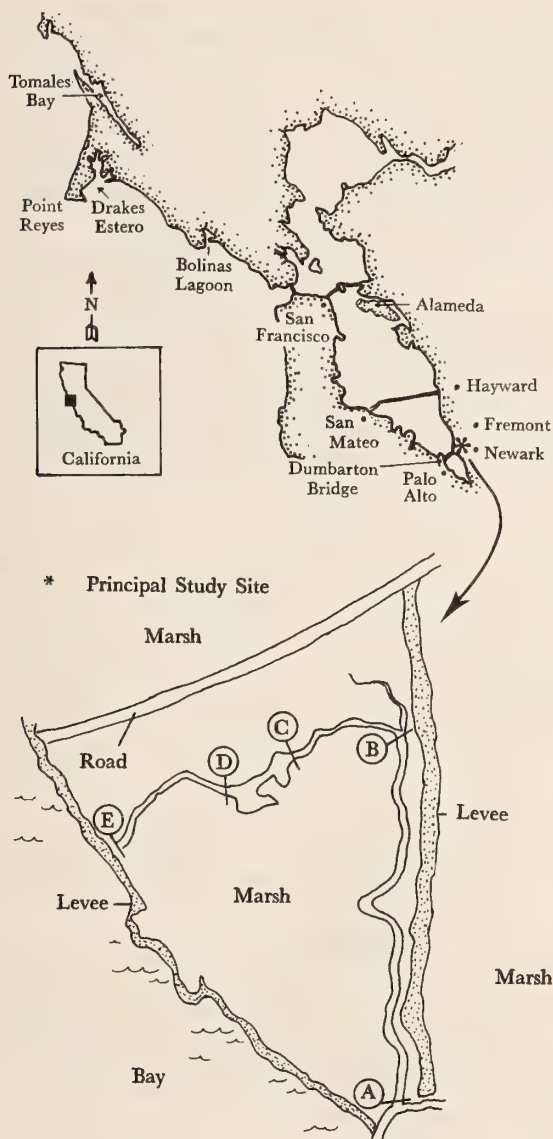 Tomales
Bay
Point
Reyes
Drakes
Estero
Bolinas
Lagoon
N
San
Francisco
Alameda
California
San
Mateo
Hayward
Fremont
Newark
Dumbarton
Bridge
Palo
Alto
* Principal Study Site
Marsh
Road
C
B
D
E
Levee
Levee
Marsh
Marsh
Bay
A